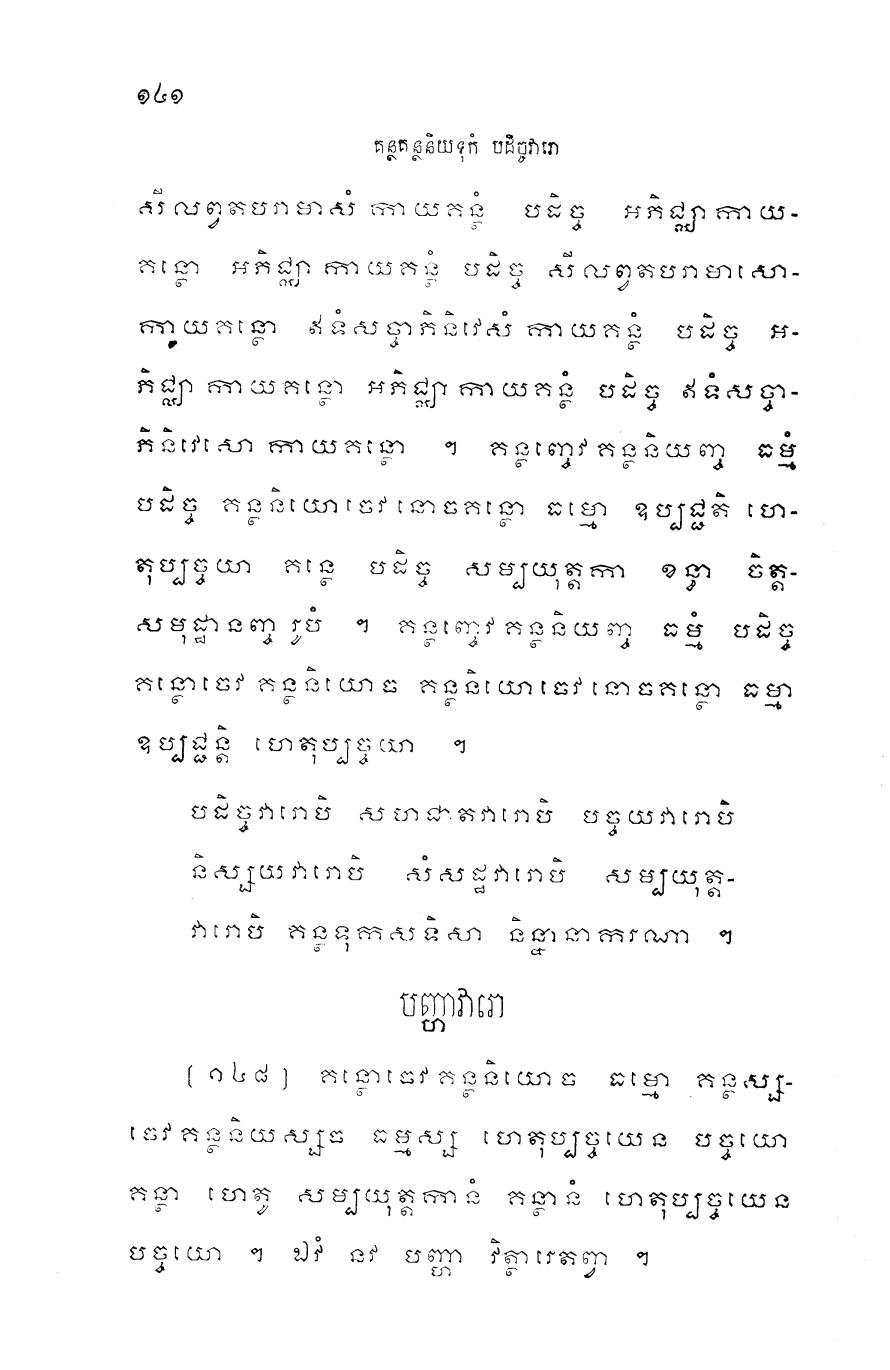 ១៤១
គន្ថគន្ថនិយទុកំ បដិច្ចវារោ
សីលព្វតបរាមាសំ កាយគន្ថំ បដិច្ច អភិជ្ឈា កាយ-
គន្ថោ អភិជ្ឈា កាយគន្ថំ បដិច្ច សីលព្វតបរាមាសោ-
កាយគន្ថោ ឥទំសច្ចាភិនិវេសំ កាយគន្ថំ បដិច្ច អ-
ភិជ្ឈា កាយគន្ថោ អភិជ្ឈា កាយគន្ថំ បដិច្ច ឥទំសច្ចា-
ភិនិវេសោ កាយគន្ថោ ។ គន្ថញ្ចេវគន្ថនិយញ្ច ធម្មំ
បដិច្ច គន្ថនិយោចេវនោចគន្ថោ ធម្មោ ឧប្បជ្ជតិ ហេ-
តុប្បច្ចយា គន្ថេ បដិច្ច សម្បយុត្តកា ខន្ធា ចិត្ត-
សមុដ្ឋានញ្ច រូបំ ។ គន្ថញ្ចេវគន្ថនិយញ្ច ធម្មំ បដិច្ច
គន្ថោចេវគន្ថនិយោច គន្ថនិយោចេវនោចគន្ថោ ធម្មា
ឧប្បជ្ជន្តិ ហេតុប្បច្ចយា ។
បដិច្ចវារោបិ សហជាតវារោបិ បច្ចយវារោបិ
និស្សយវារោបិ សំសដ្ឋវារោបិ សម្បយុត្ត-
វារោបិ គន្ថទុកសទិសា និន្នានាករណា ។
បញ្ហាវារោ
[ ១៤៨ ] គន្ថោចេវគន្ថនិយោច ធម្មោ គន្ថស្ស-
ចេវគន្ថនិយស្សច ធម្មស្ស ហេតុប្បច្ចយេន បច្ចយោ
គន្ថា ហេតូ សម្បយុត្តកានំ គន្ថានំ ហេតុប្បច្ចយេន
បច្ចយោ ។ ឯវំ នវ បញ្ហា វិត្ថារេតព្វា ។